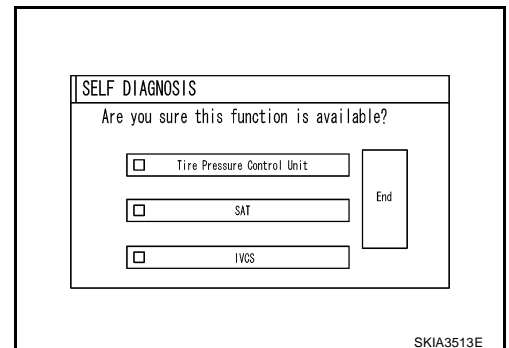 SELF DIAGNOSIS
Are you sure this function is available?
Tire Pressure Control Unit
SAT
IVCS
End
SKIA3513E